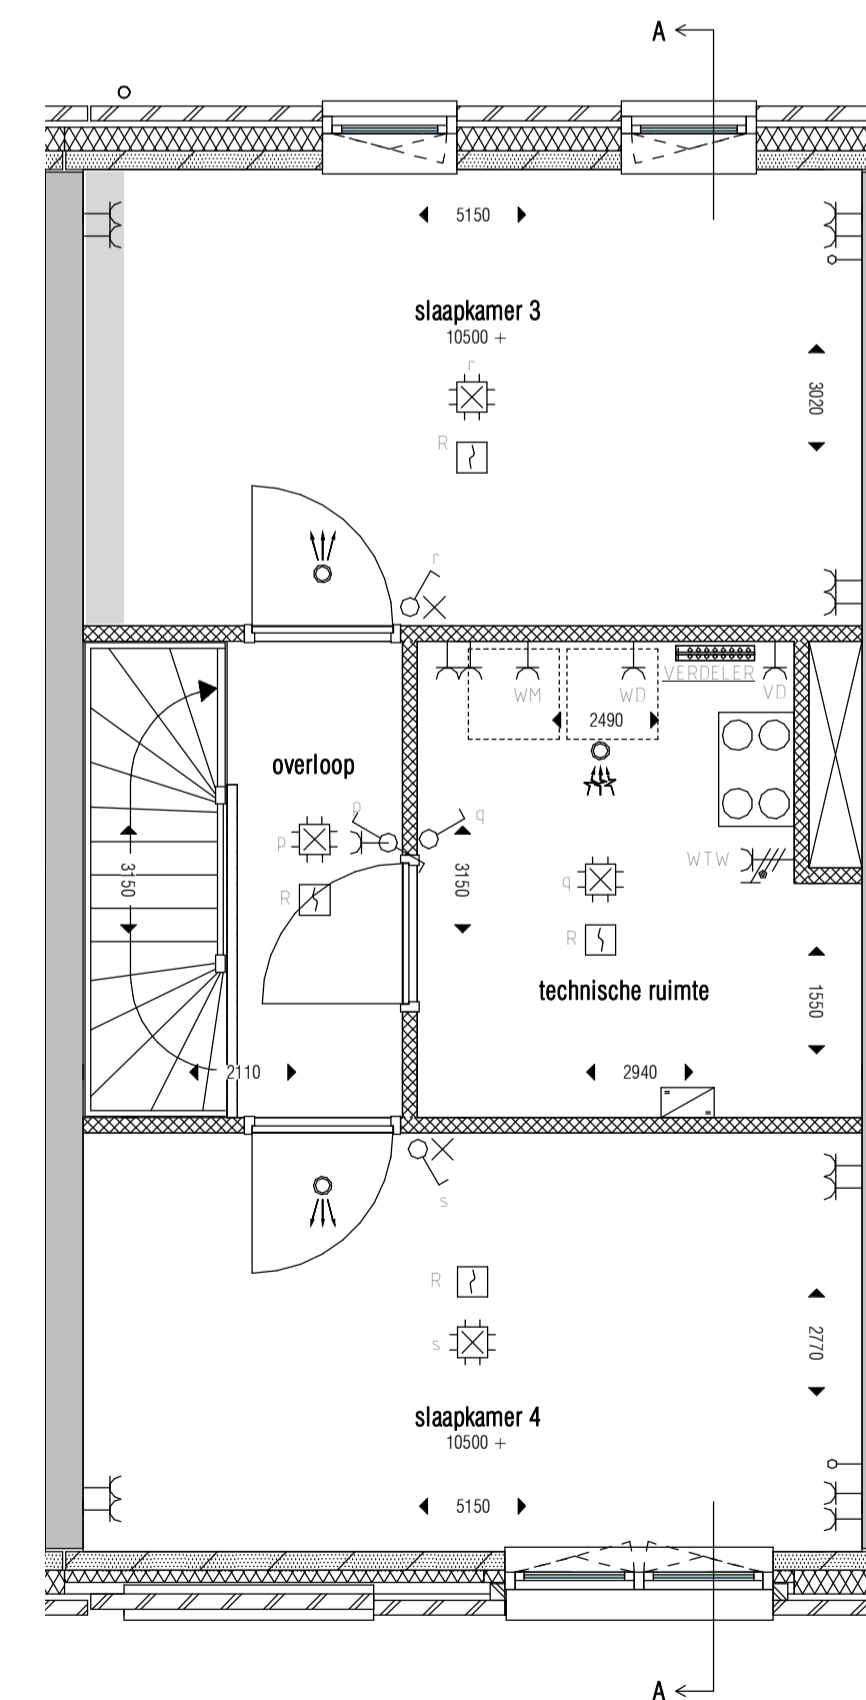 A
5150
slaapkamer 3
10500 +
r
3020
R
r
WM
WD
VERDELER
VD
2490
overloop
p
q
p
WTW
3150
3150
q
R
R
technische ruimte
1550
2110
2940
s
R
s
2770
slaapkamer 4
10500 +
5150
A